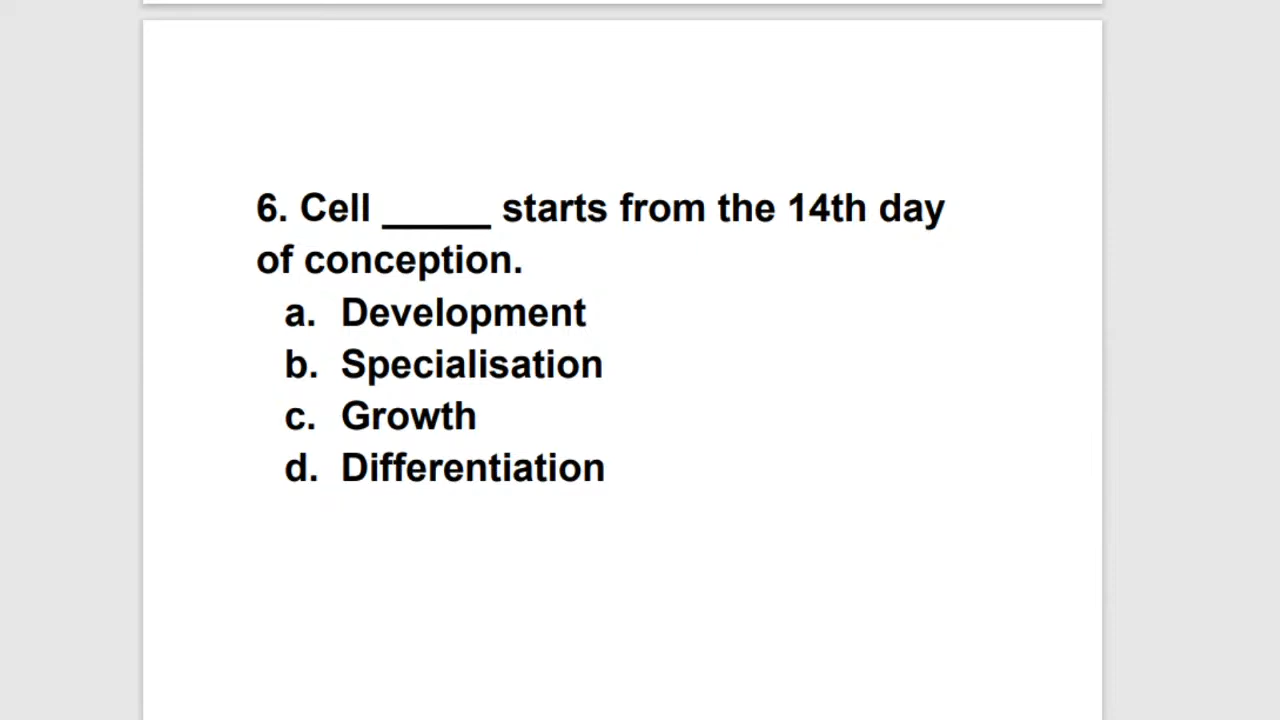 6. Cell _____ starts from the 14th day
of conception.
a. Development
b. Specialisation
c. Growth
d. Differentiation